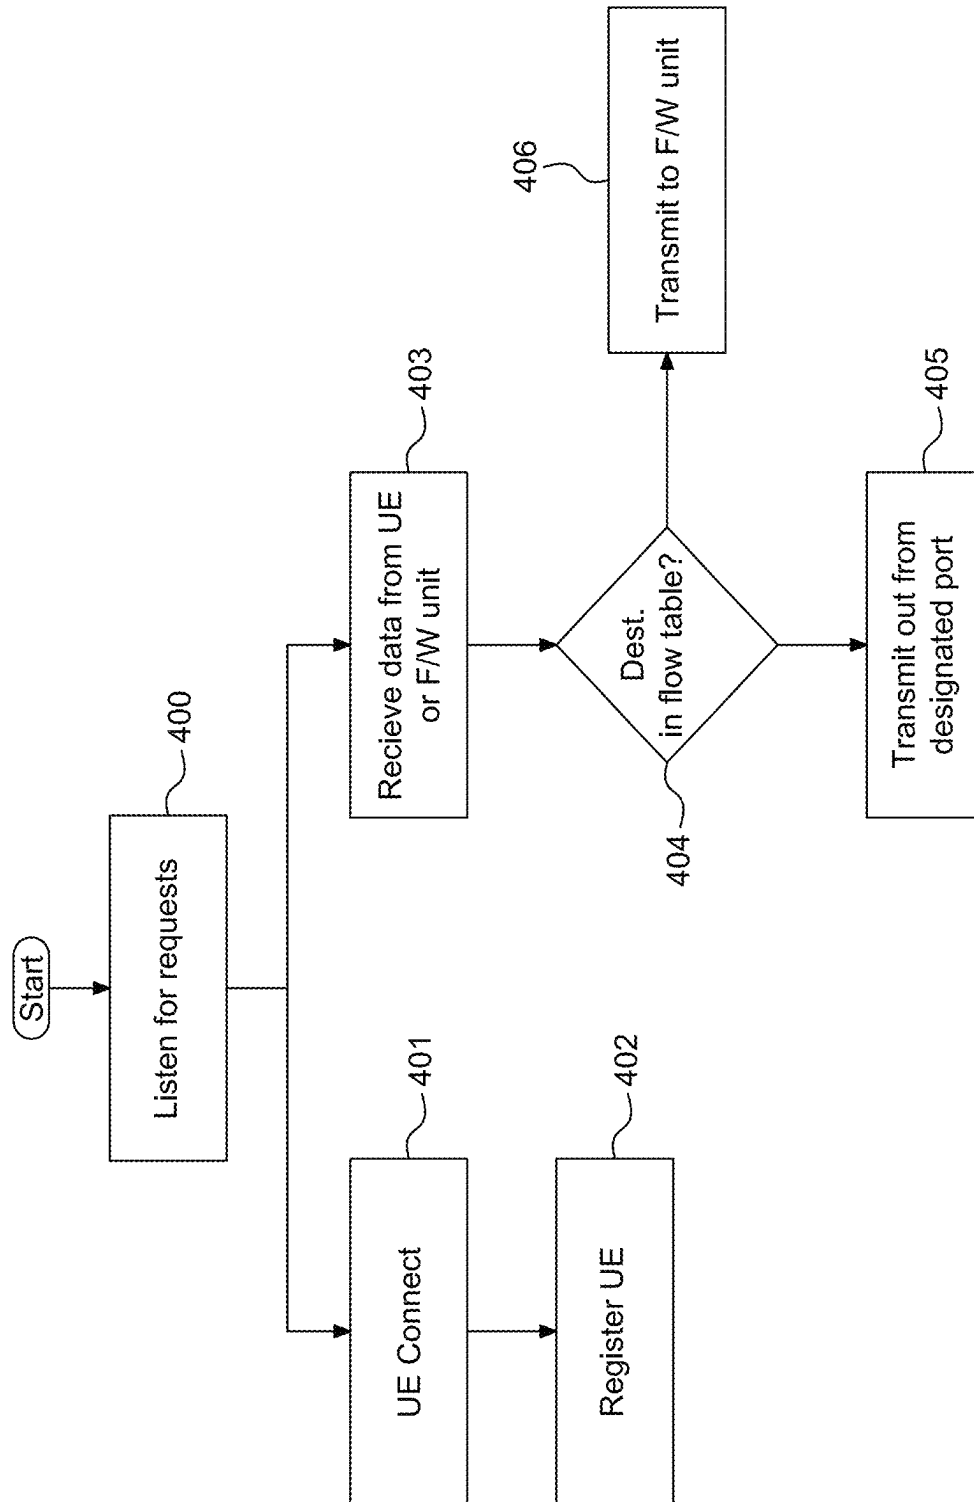 Start
Listen for requests
400
UE Connect
401
Recieve data from UE
or F/W unit
403
Register UE
402
Dest.
in flow table?
404
Transmit to F/W unit
406
Transmit out from
designated port
405